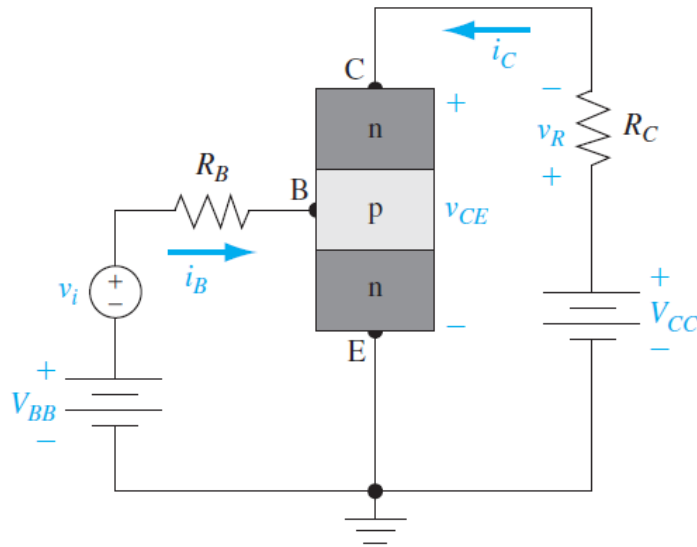 i_C
C
+
−
n
v_R
R_C
R_B
+
B
p
v_CE
i_B
+
−
v_i
n
+
V_CC
−
−
E
+
V_BB
−